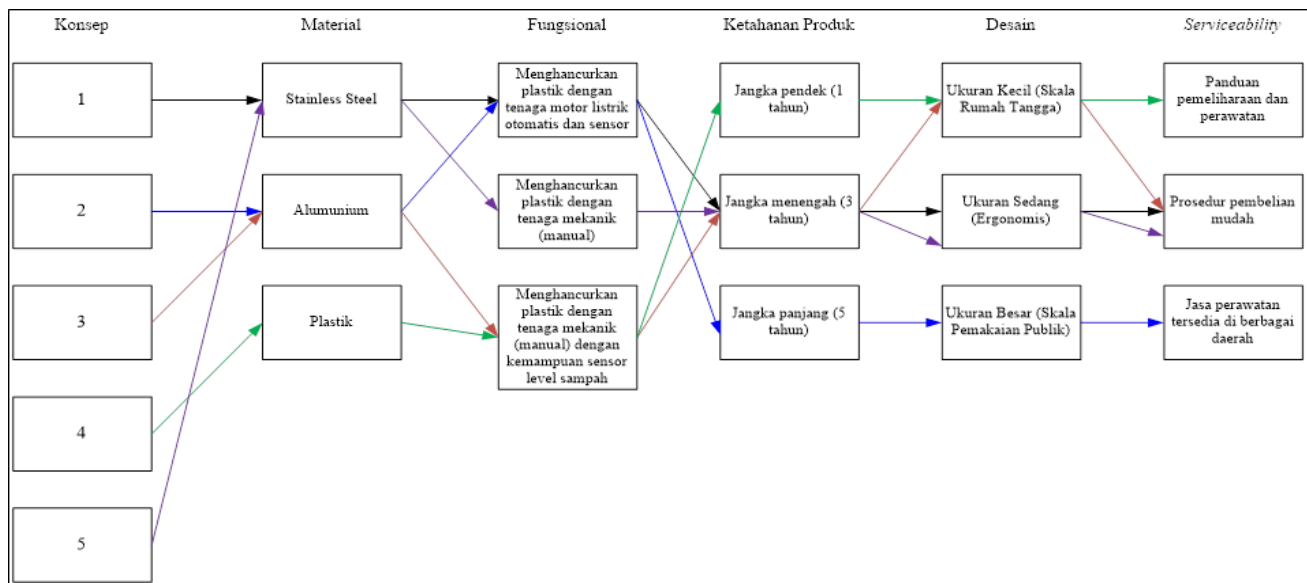 Konsep
Material
Fungsional
Ketahanan Produk
Desain
Serviceability
1
Stainless Steel
Menghancurkan
plastik dengan
tenaga motor listrik
otomatis dan sensor
Jangka pendek (1
tahun)
Ukuran Kecil (Skala
Rumah Tangga)
Panduan
pemeliharaan dan
perawatan
2
Alumunium
Menghancurkan
plastik dengan
tenaga mekanik
(manual)
Jangka menengah (3
tahun)
Ukuran Sedang
(Ergonomis)
Prosedur pembelian
mudah
3
Plastik
Menghancurkan
plastik dengan
tenaga mekanik
(manual) dengan
kemampuan sensor
level sampah
Jangka panjang (5
tahun)
Ukuran Besar (Skala
Pemakaian Publik)
Jasa perawatan
tersedia di berbagai
daerah
4
5